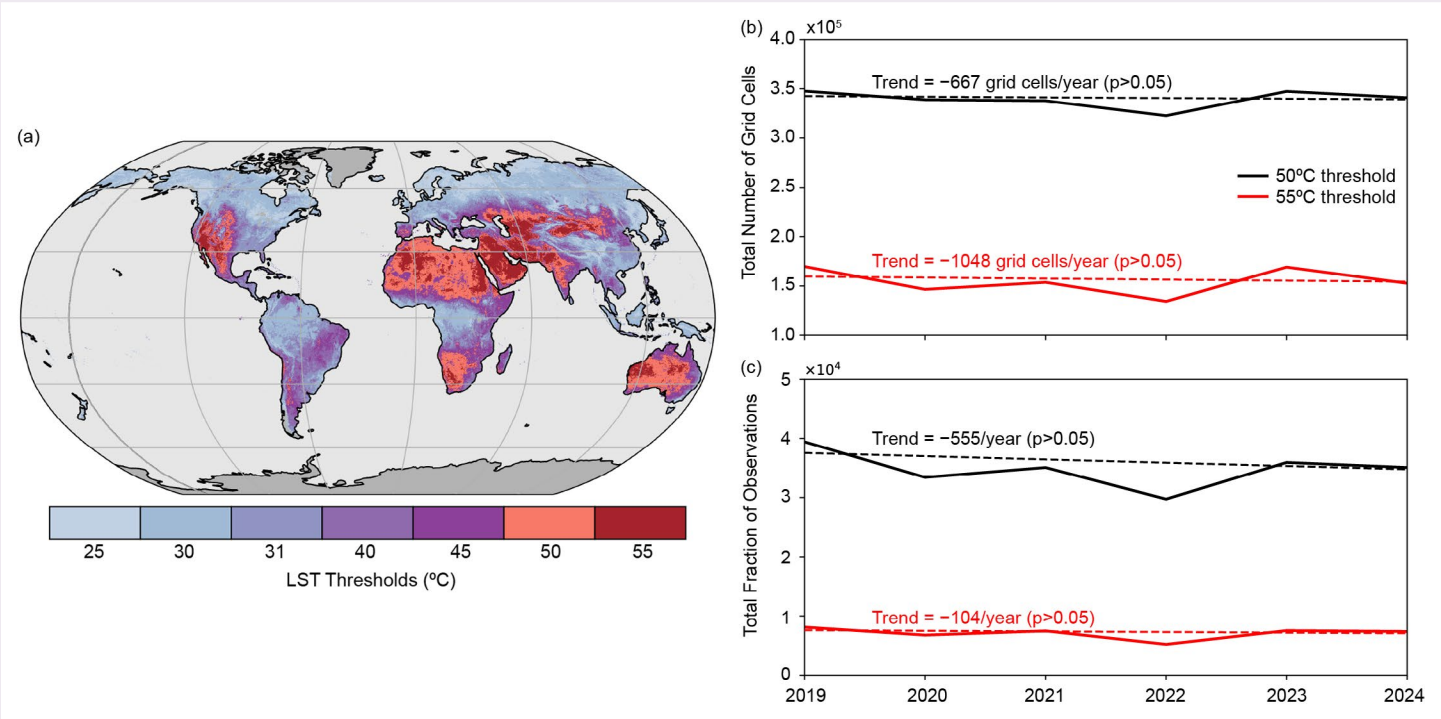 (a)
25 30 31 40 45 50 55
LST Thresholds (ºC)
(b)
x10⁵
4.0
3.5
3.0
2.5
2.0
1.5
1.0
Total Number of Grid Cells
Trend = −667 grid cells/year (p>0.05)
50ºC threshold
55ºC threshold
Trend = −1048 grid cells/year (p>0.05)
(c)
×10⁴
5
4
3
2
1
0
Total Fraction of Observations
Trend = −555/year (p>0.05)
Trend = −104/year (p>0.05)
2019 2020 2021 2022 2023 2024